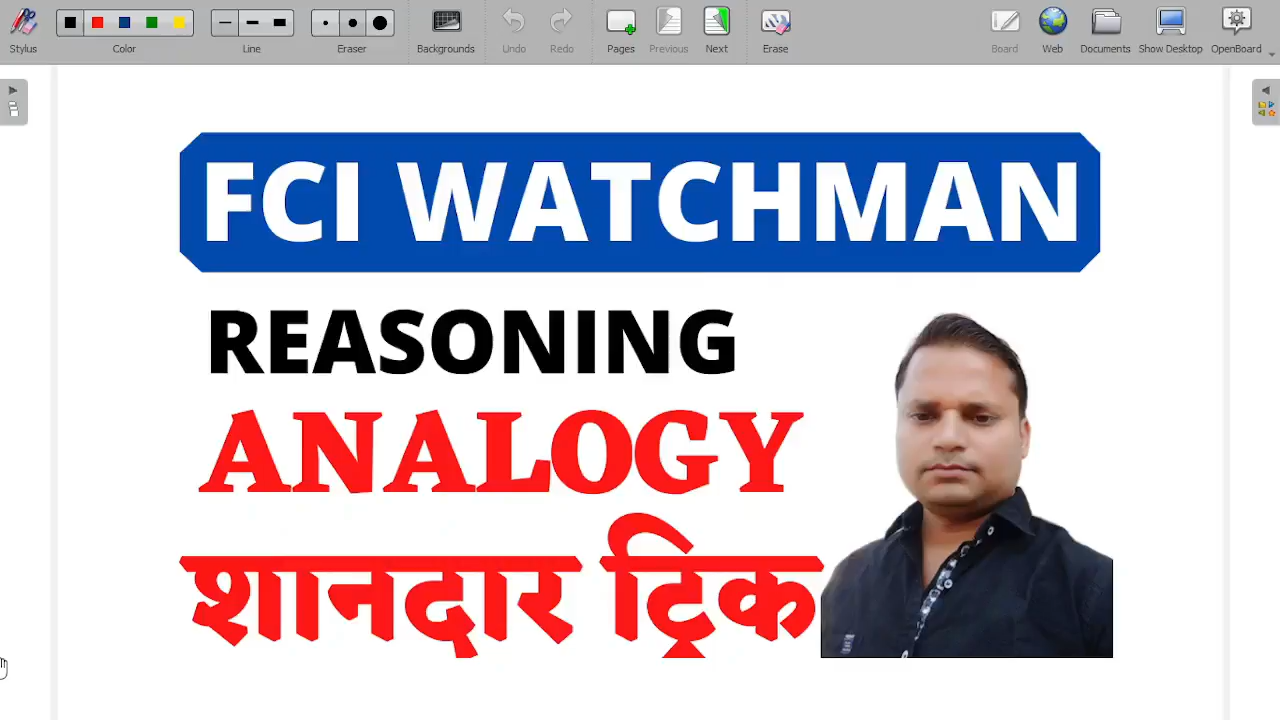 Stylus Color Line Eraser Backgrounds Undo Redo Pages Previous Next Erase Board Web Documents Show Desktop OpenBoard
FCI WATCHMAN
REASONING
ANALOGY
शानदार ट्रिक